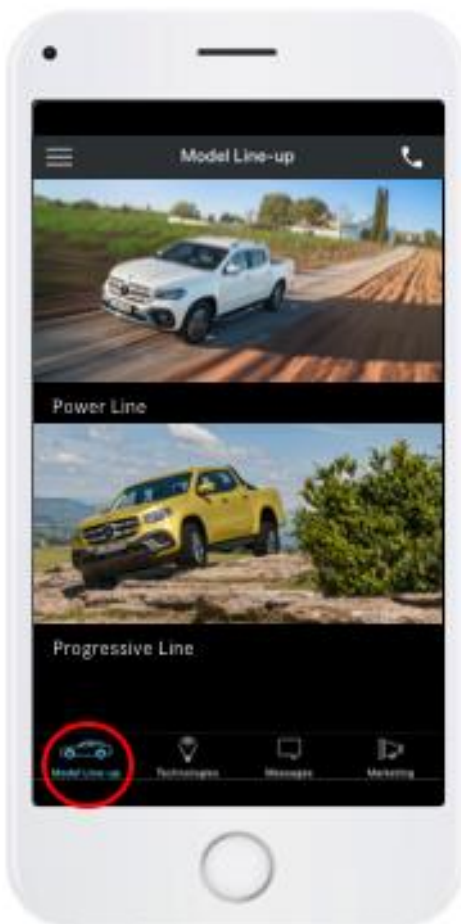 Model Line-up
Power Line
Progressive Line
Model Line-up
Technologies
Messages
Marketing